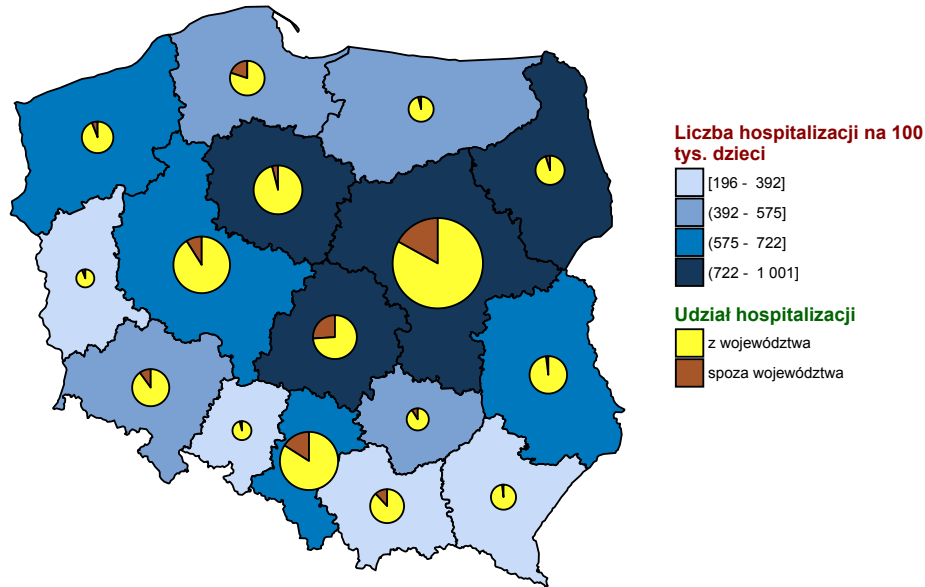 Liczba hospitalizacji na 100
tys. dzieci
[196 - 392]
(392 - 575]
(575 - 722]
(722 - 1 001]
Udział hospitalizacji
z województwa
spoza województwa